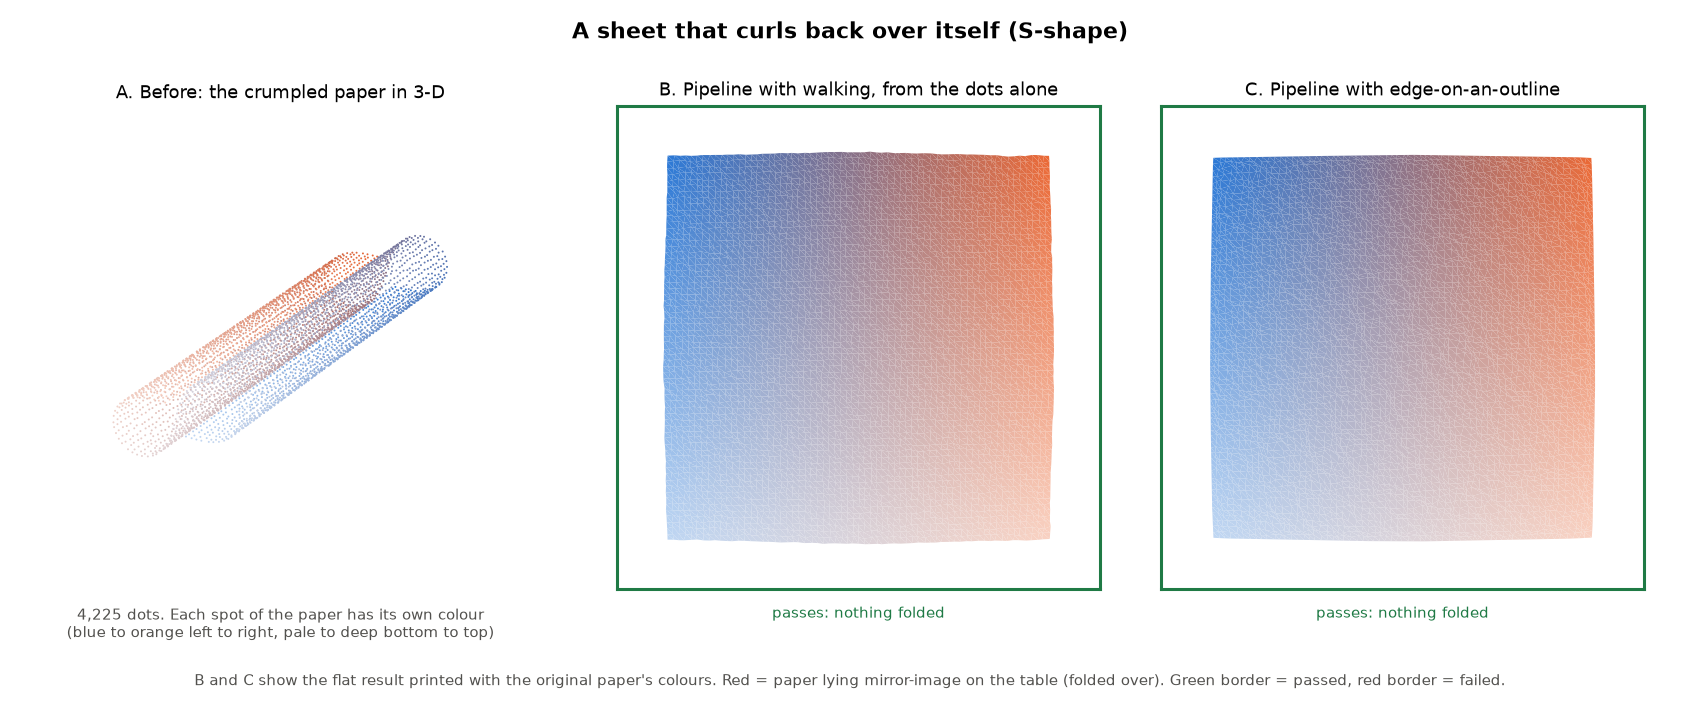 A sheet that curls back over itself (S-shape)
A. Before: the crumpled paper in 3-D
B. Pipeline with walking, from the dots alone
C. Pipeline with edge-on-an-outline
4,225 dots. Each spot of the paper has its own colour
(blue to orange left to right, pale to deep bottom to top)
passes: nothing folded
passes: nothing folded
B and C show the flat result printed with the original paper's colours. Red = paper lying mirror-image on the table (folded over). Green border = passed, red border = failed.